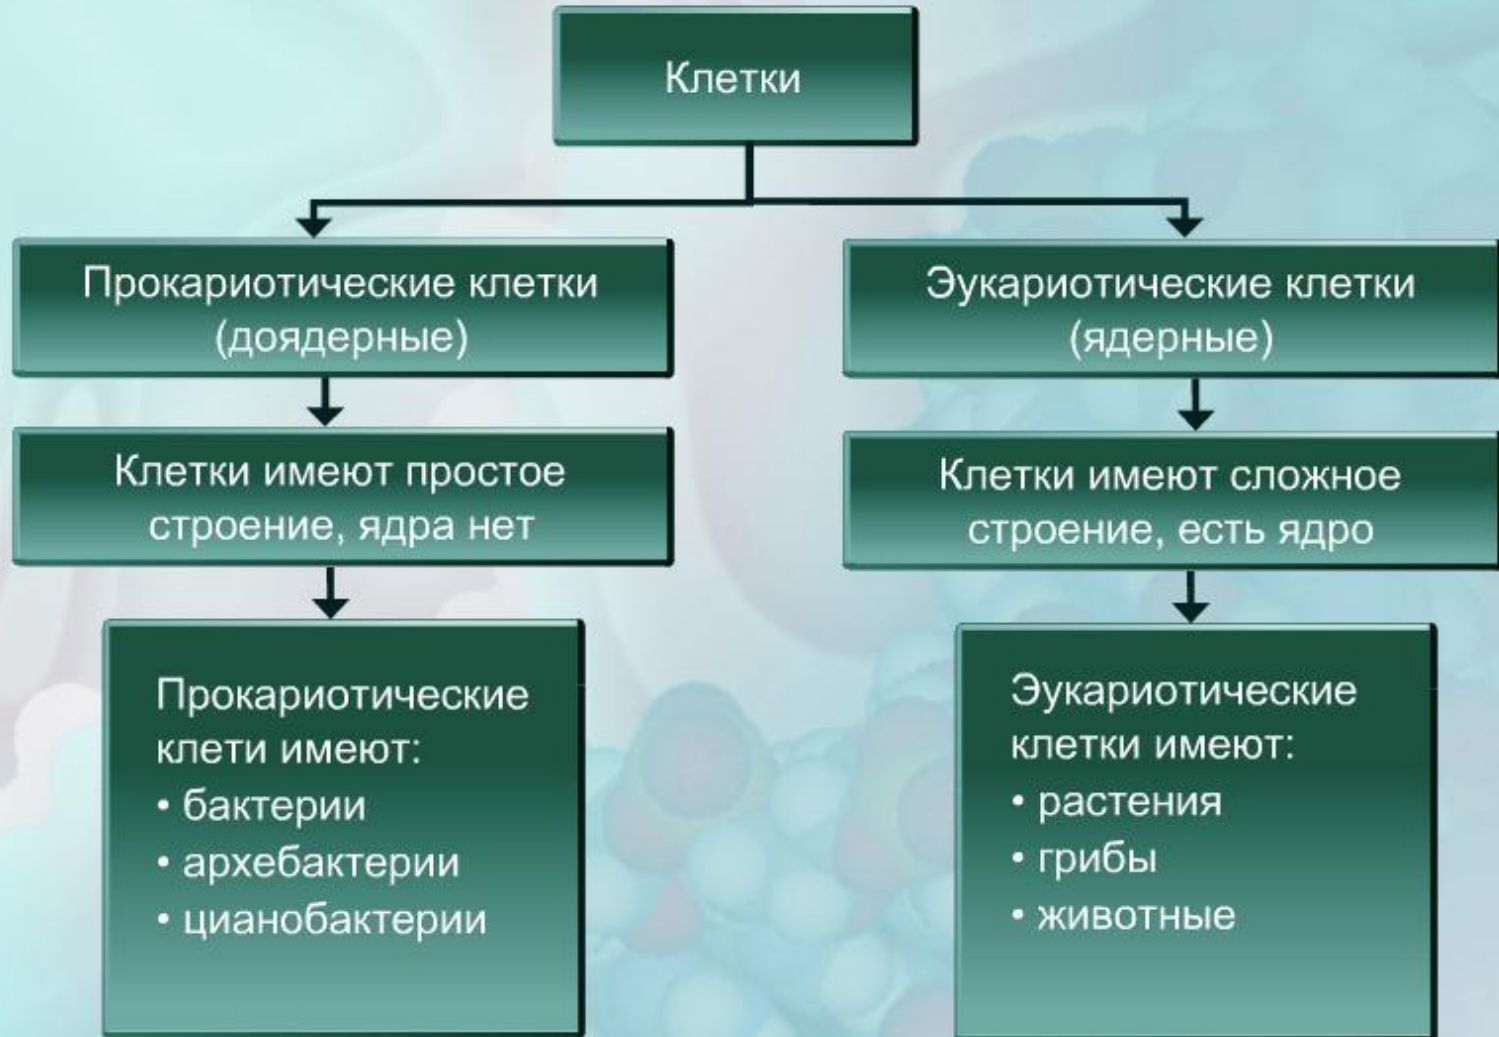 Клетки
Прокариотические клетки
(доядерные)
Эукариотические клетки
(ядерные)
Клетки имеют простое
строение, ядра нет
Клетки имеют сложное
строение, есть ядро
Прокариотические
клети имеют:
• бактерии
• архебактерии
• цианобактерии
Эукариотические
клетки имеют:
• растения
• грибы
• животные